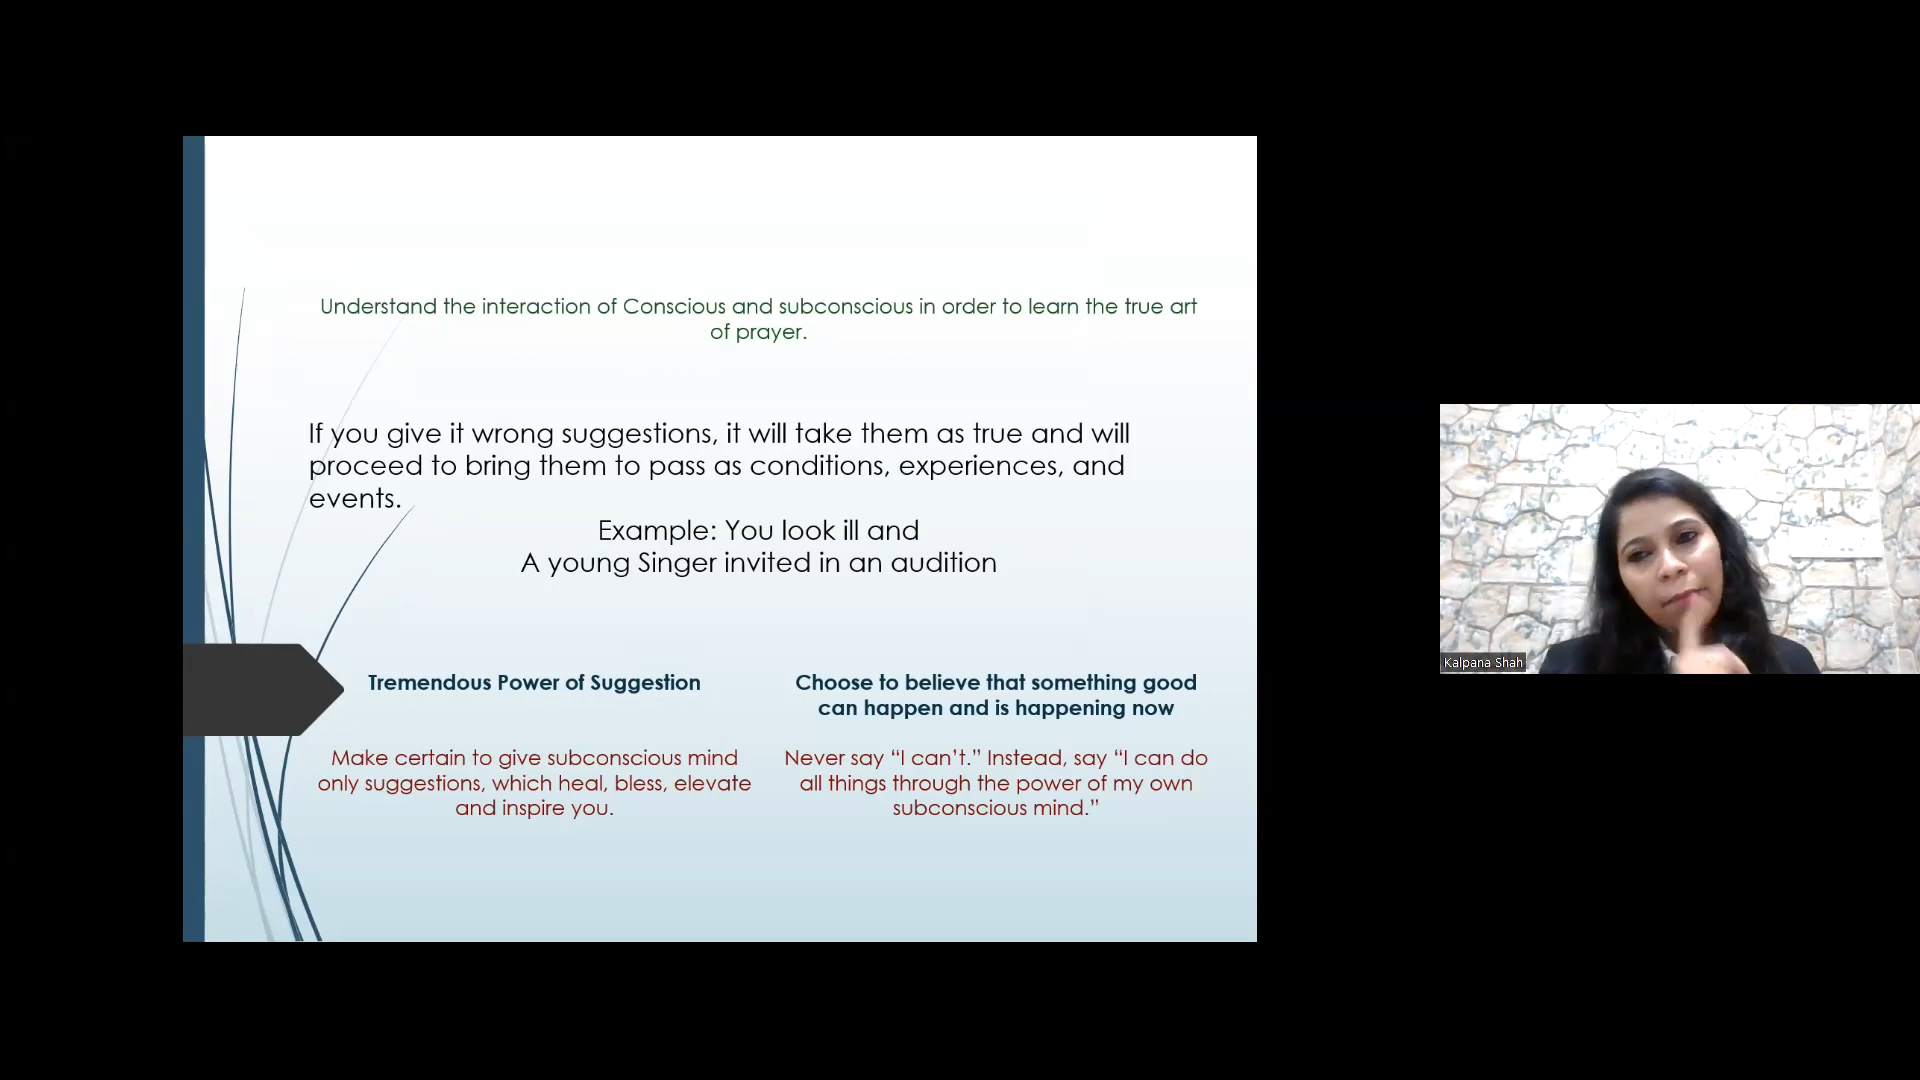 Understand the interaction of Conscious and subconscious in order to learn the true art
of prayer.
If you give it wrong suggestions, it will take them as true and will
proceed to bring them to pass as conditions, experiences, and
events.
Example: You look ill and
A young Singer invited in an audition
Tremendous Power of Suggestion
Make certain to give subconscious mind
only suggestions, which heal, bless, elevate
and inspire you.
Choose to believe that something good
can happen and is happening now
Never say “I can’t.” Instead, say “I can do
all things through the power of my own
subconscious mind.”
Kalpana Shah